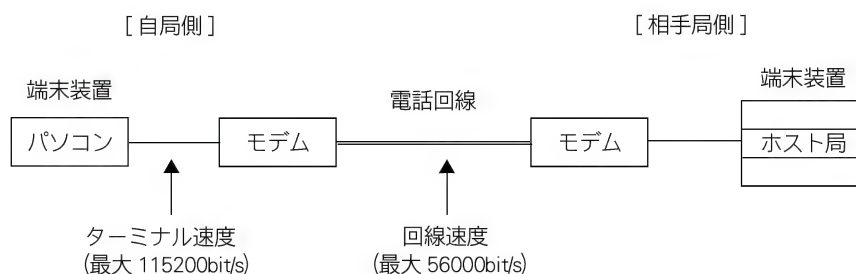 [自局側]
[相手局側]
端末装置
端末装置
電話回線
パソコン
モデム
モデム
ホスト局
ターミナル速度
(最大 115200bit/s)
回線速度
(最大 56000bit/s)